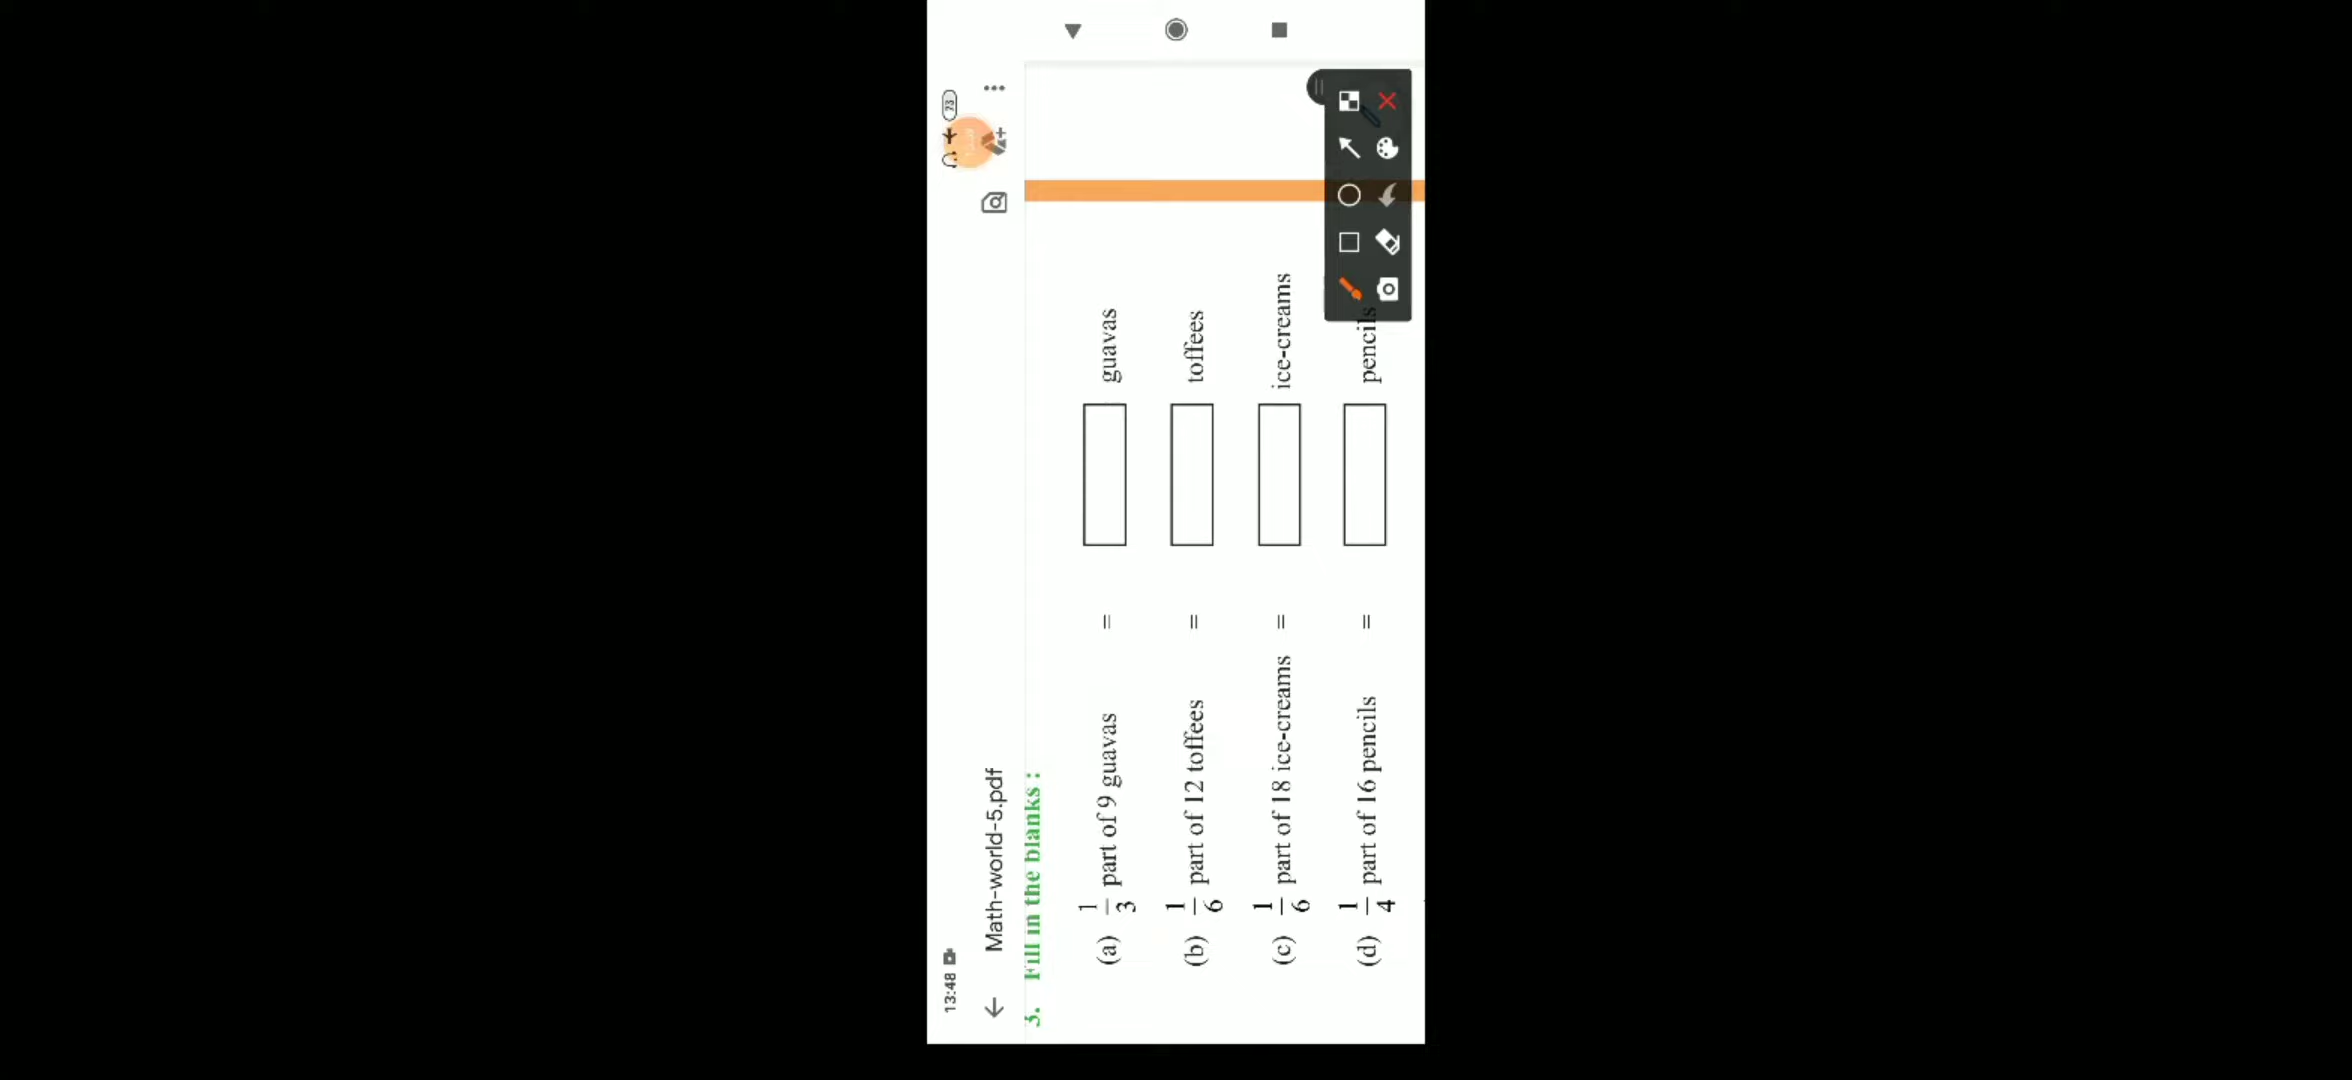 13:48
73
Math-world-5.pdf
3. Fill in the blanks :
(a) 1/3 part of 9 guavas = guavas
(b) 1/6 part of 12 toffees = toffees
(c) 1/6 part of 18 ice-creams = ice-creams
(d) 1/4 part of 16 pencils = pencils